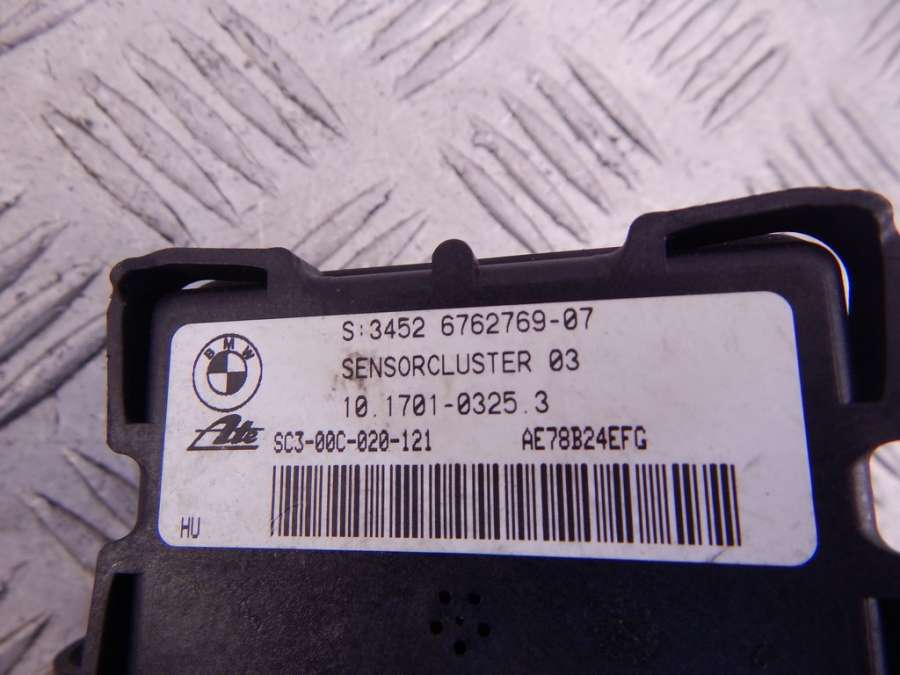 S:3452 6762769-07
BMW
SENSORCLUSTER 03
10.1701-0325.3
Ate
SC3-00C-020-121 AE78B24EFG
HU